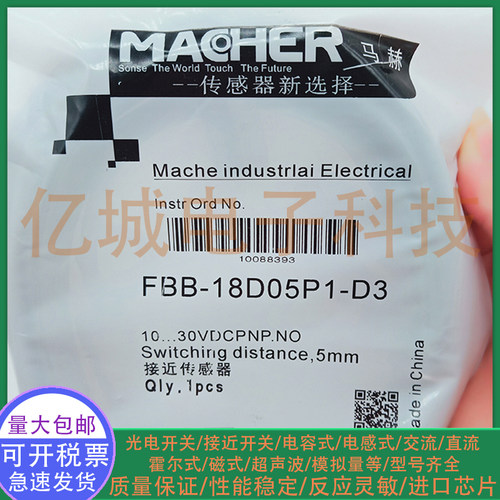 MACHER
马赫
Sense The World Touch The Future
传感器新选择
Mache industrlai Electrical
Instr Ord No.
10088393
亿城电子科技
FBB-18D05P1-D3
10...30VDCPNP.NO
Switching distance,5mm
接近传感器
Qly,1pcs
ade in China
量大包邮
可开税票
急速发货
光电开关/接近开关/电容式/电感式/交流/直流
霍尔式/磁式/超声波/模拟量等/型号齐全
质量保证/性能稳定/反应灵敏/进口芯片